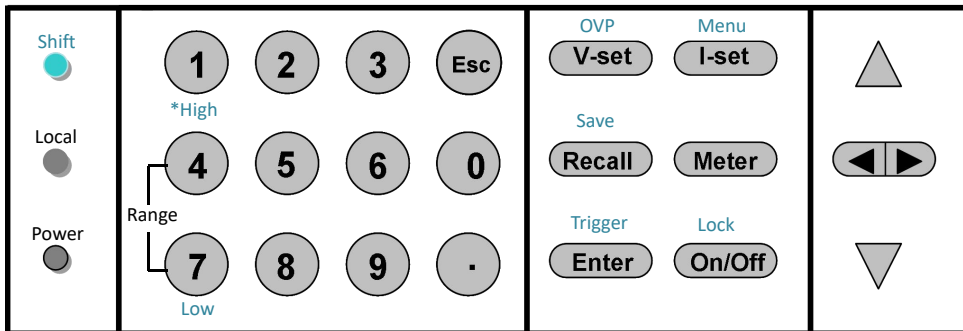 Shift
Local
Power
1 2 3 Esc
*High
4 5 6 0
Range
7 8 9 .
Low
OVP Menu
V-set I-set
Save
Recall Meter
Trigger Lock
Enter On/Off